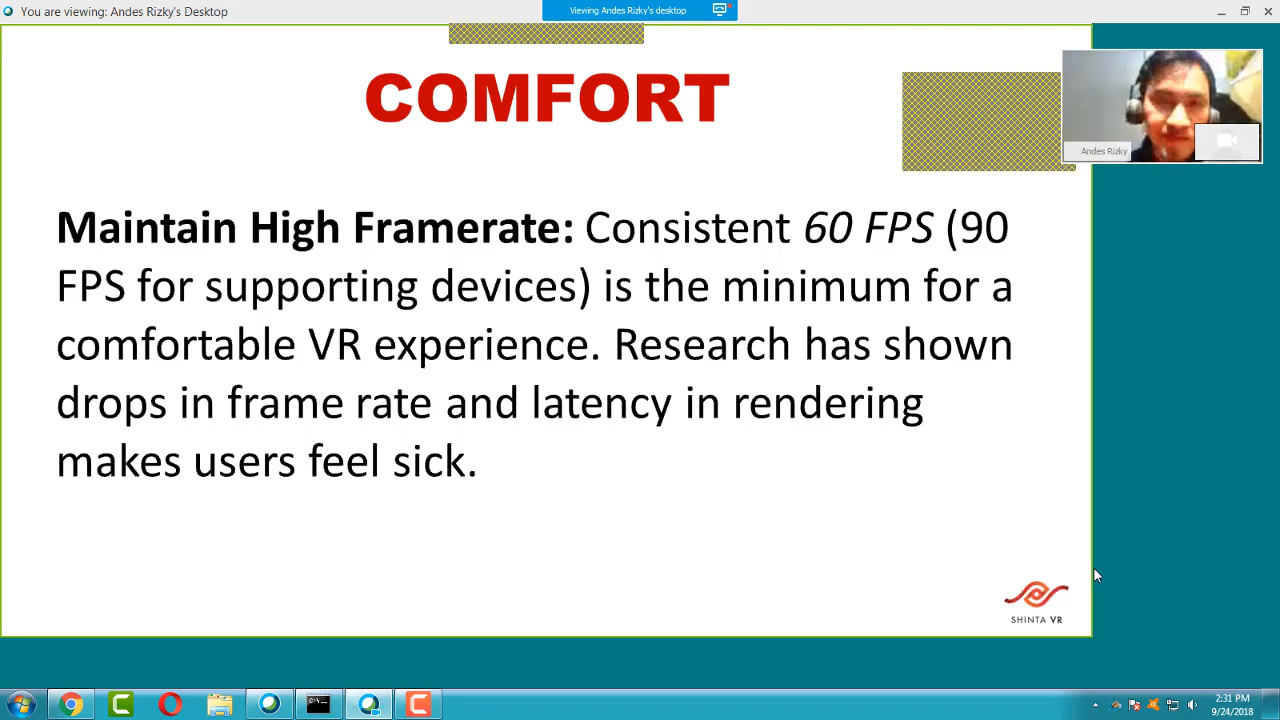 You are viewing: Andes Rizky's Desktop
Viewing Andes Rizky's desktop
COMFORT
Andes Rizky
Maintain High Framerate: Consistent 60 FPS (90
FPS for supporting devices) is the minimum for a
comfortable VR experience. Research has shown
drops in frame rate and latency in rendering
makes users feel sick.
SHINTA VR
2:31 PM
9/24/2018